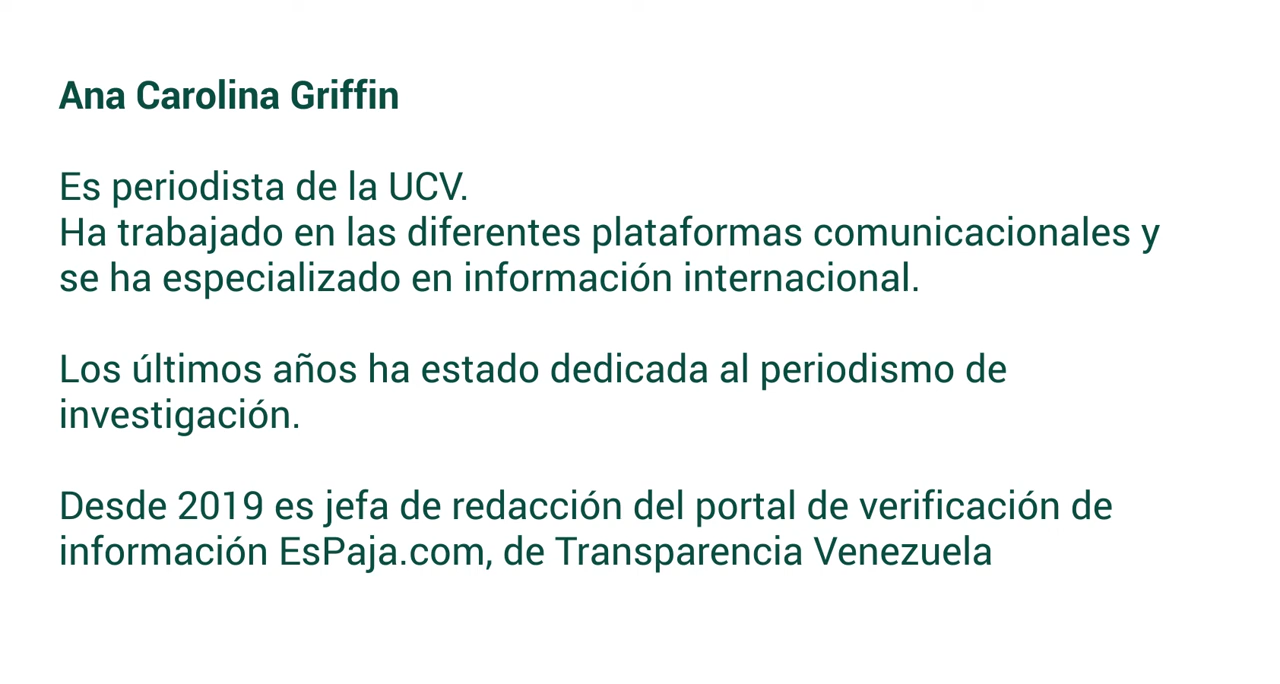 Ana Carolina Griffin
Es periodista de la UCV.
Ha trabajado en las diferentes plataformas comunicacionales y
se ha especializado en información internacional.
Los últimos años ha estado dedicada al periodismo de
investigación.
Desde 2019 es jefa de redacción del portal de verificación de
información EsPaja.com, de Transparencia Venezuela